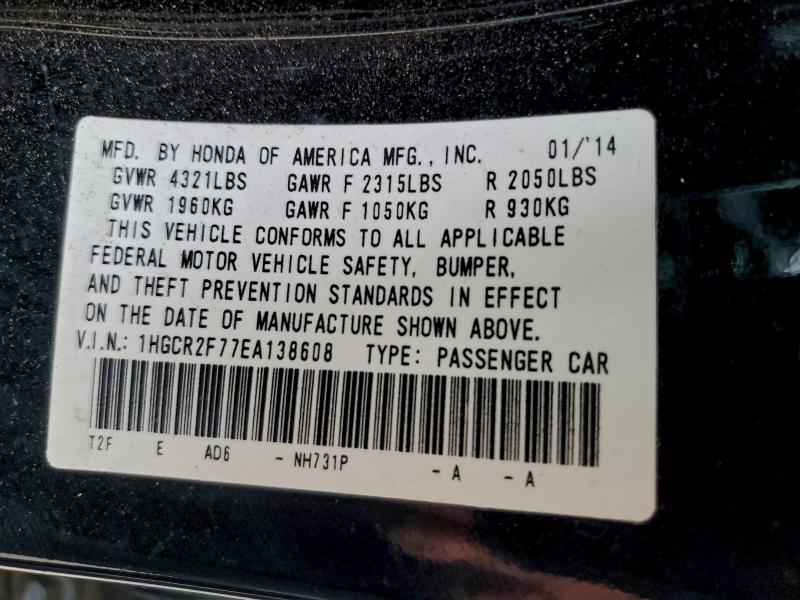 MFD. BY HONDA OF AMERICA MFG., INC. 01/'14
GVWR 4321LBS GAWR F 2315LBS R 2050LBS
GVWR 1960KG GAWR F 1050KG R 930KG
THIS VEHICLE CONFORMS TO ALL APPLICABLE
FEDERAL MOTOR VEHICLE SAFETY, BUMPER,
AND THEFT PREVENTION STANDARDS IN EFFECT
ON THE DATE OF MANUFACTURE SHOWN ABOVE.
V.I.N.: 1HGCR2F77EA138608 TYPE: PASSENGER CAR
T2F E AD6 - NH731P - A - A